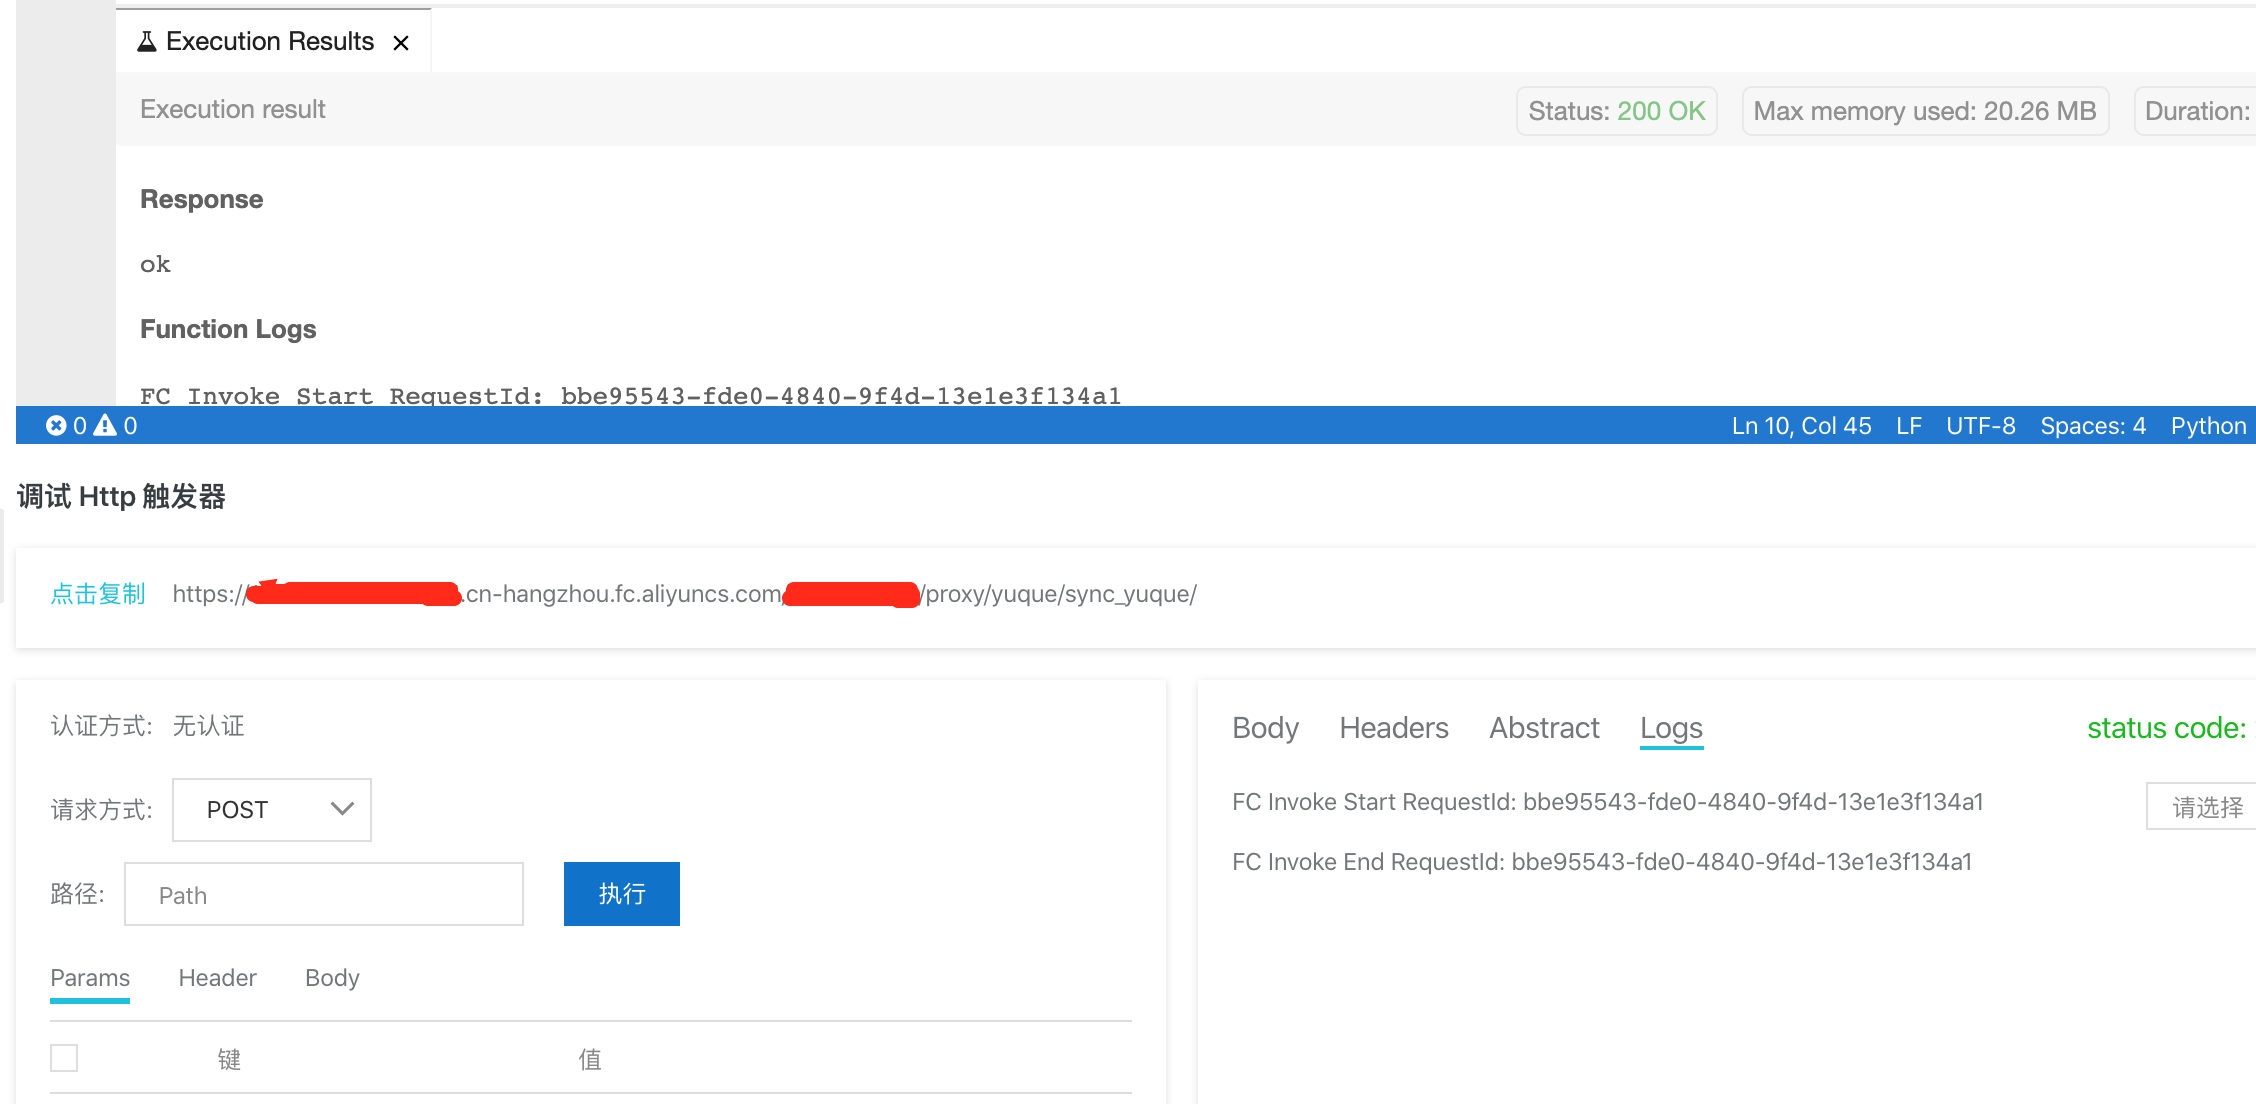 Execution Results
Execution result
Status: 200 OK
Max memory used: 20.26 MB
Duration:
Response
ok
Function Logs
FC Invoke Start RequestId: bbe95543-fde0-4840-9f4d-13e1e3f134a1
0 0
Ln 10, Col 45 LF UTF-8 Spaces: 4 Python
调试 Http 触发器
点击复制 https:// .cn-hangzhou.fc.aliyuncs.com /proxy/yuque/sync_yuque/
认证方式: 无认证
请求方式: POST
路径: Path 执行
Params Header Body
键 值
Body Headers Abstract Logs status code:
FC Invoke Start RequestId: bbe95543-fde0-4840-9f4d-13e1e3f134a1
请选择
FC Invoke End RequestId: bbe95543-fde0-4840-9f4d-13e1e3f134a1